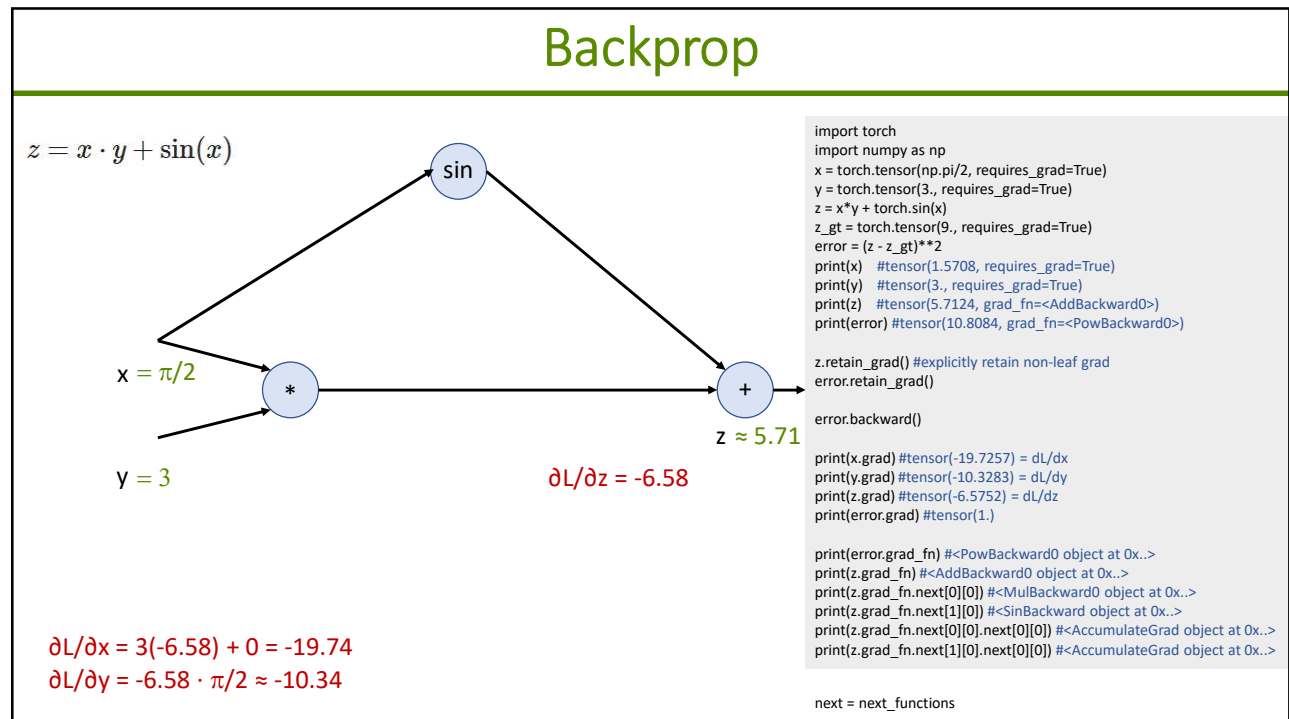 Backprop
z = x · y + sin(x)
sin
x = π/2
*
+
z ≈ 5.71
y = 3
∂L/∂z = -6.58
∂L/∂x = 3(-6.58) + 0 = -19.74
∂L/∂y = -6.58 · π/2 ≈ -10.34
import torch
import numpy as np
x = torch.tensor(np.pi/2, requires_grad=True)
y = torch.tensor(3., requires_grad=True)
z = x*y + torch.sin(x)
z_gt = torch.tensor(9., requires_grad=True)
error = (z - z_gt)**2
print(x) #tensor(1.5708, requires_grad=True)
print(y) #tensor(3., requires_grad=True)
print(z) #tensor(5.7124, grad_fn=<AddBackward0>)
print(error) #tensor(10.8084, grad_fn=<PowBackward0>)
z.retain_grad() #explicitly retain non-leaf grad
error.retain_grad()
error.backward()
print(x.grad) #tensor(-19.7257) = dL/dx
print(y.grad) #tensor(-10.3283) = dL/dy
print(z.grad) #tensor(-6.5752) = dL/dz
print(error.grad) #tensor(1.)
print(error.grad_fn) #<PowBackward0 object at 0x..>
print(z.grad_fn) #<AddBackward0 object at 0x..>
print(z.grad_fn.next[0][0]) #<MulBackward0 object at 0x..>
print(z.grad_fn.next[1][0]) #<SinBackward object at 0x..>
print(z.grad_fn.next[0][0].next[0][0]) #<AccumulateGrad object at 0x..>
print(z.grad_fn.next[1][0].next[0][0]) #<AccumulateGrad object at 0x..>
next = next_functions